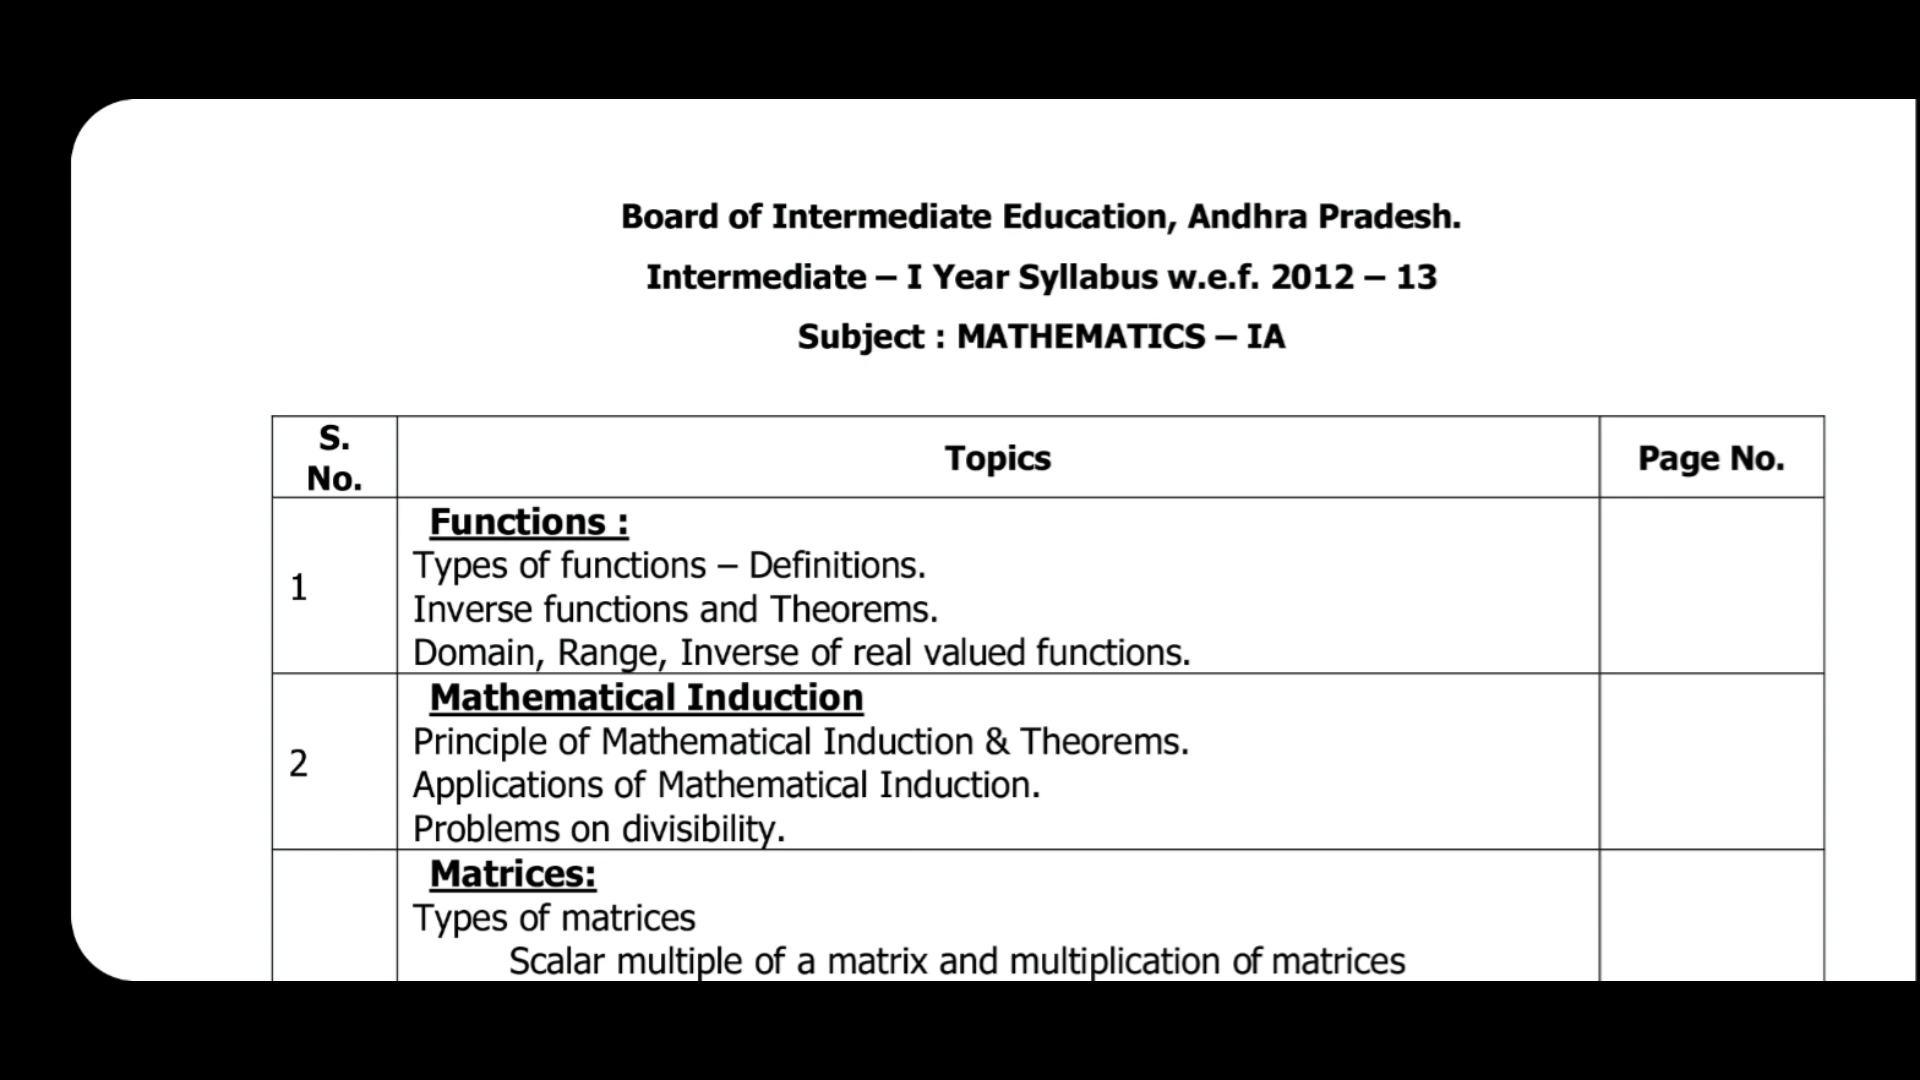 Board of Intermediate Education, Andhra Pradesh.
Intermediate – I Year Syllabus w.e.f. 2012 – 13
Subject : MATHEMATICS – IA
S. No.
Topics
Page No.
1
Functions :
Types of functions – Definitions.
Inverse functions and Theorems.
Domain, Range, Inverse of real valued functions.
2
Mathematical Induction
Principle of Mathematical Induction & Theorems.
Applications of Mathematical Induction.
Problems on divisibility.
Matrices:
Types of matrices
Scalar multiple of a matrix and multiplication of matrices